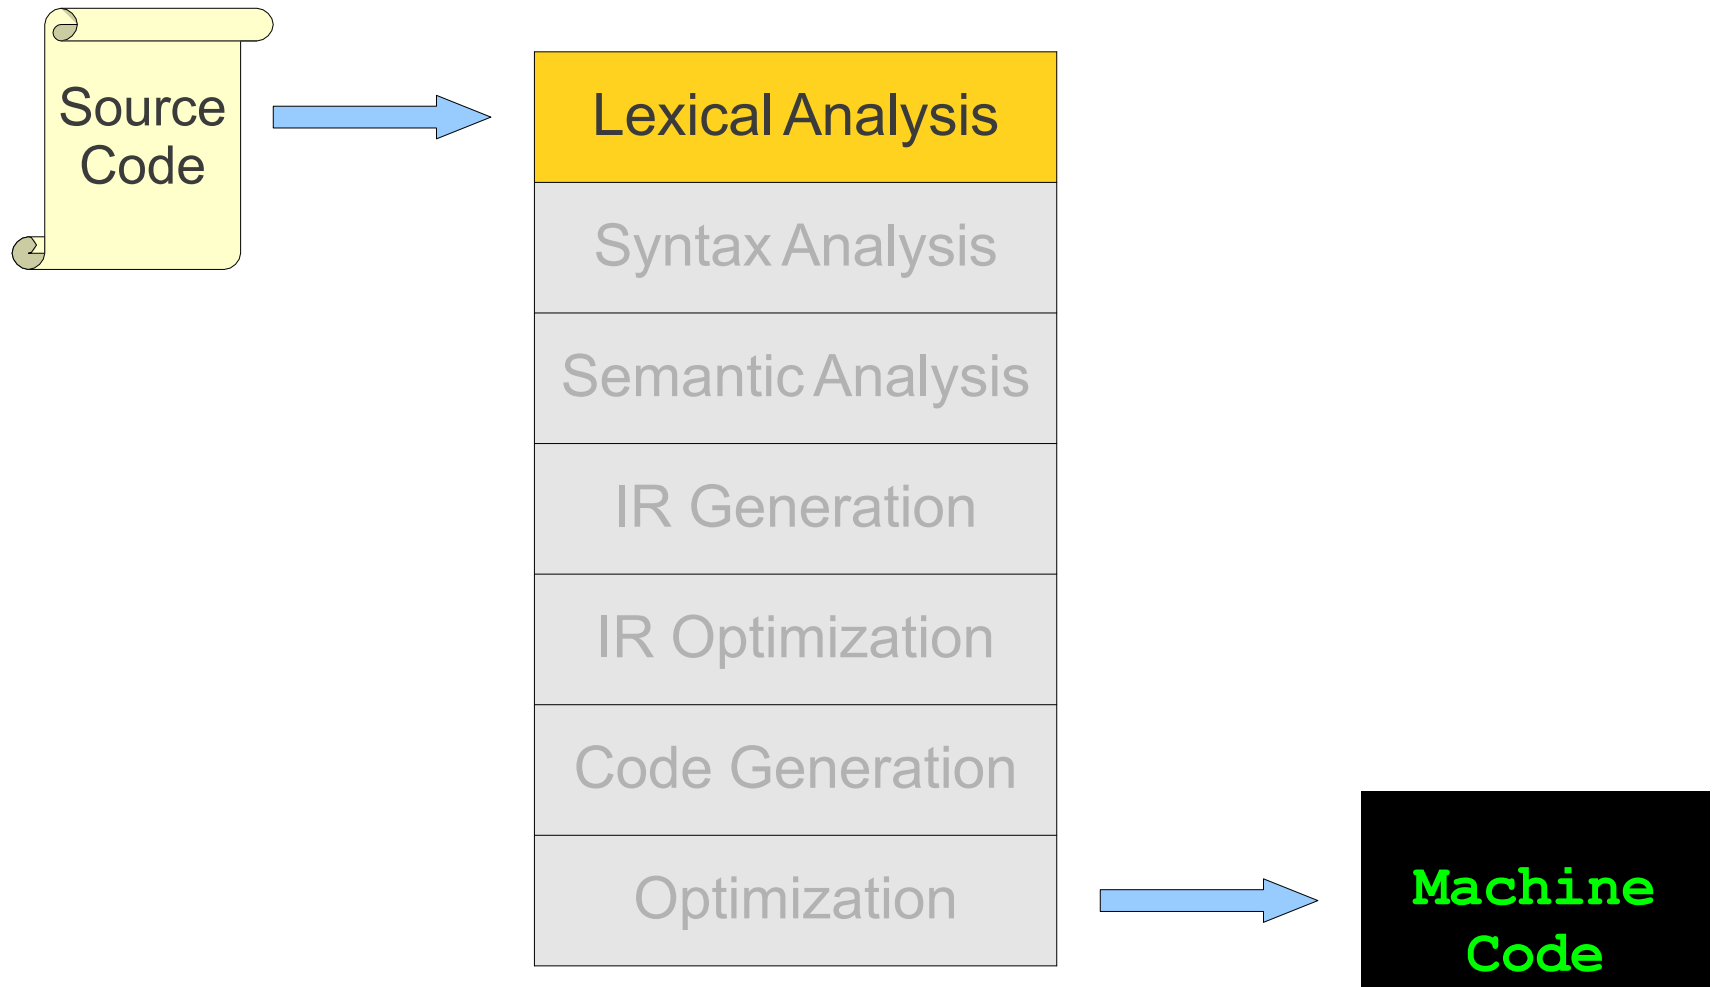 Source
Code
Lexical Analysis
Syntax Analysis
Semantic Analysis
IR Generation
IR Optimization
Code Generation
Optimization
Machine
Code